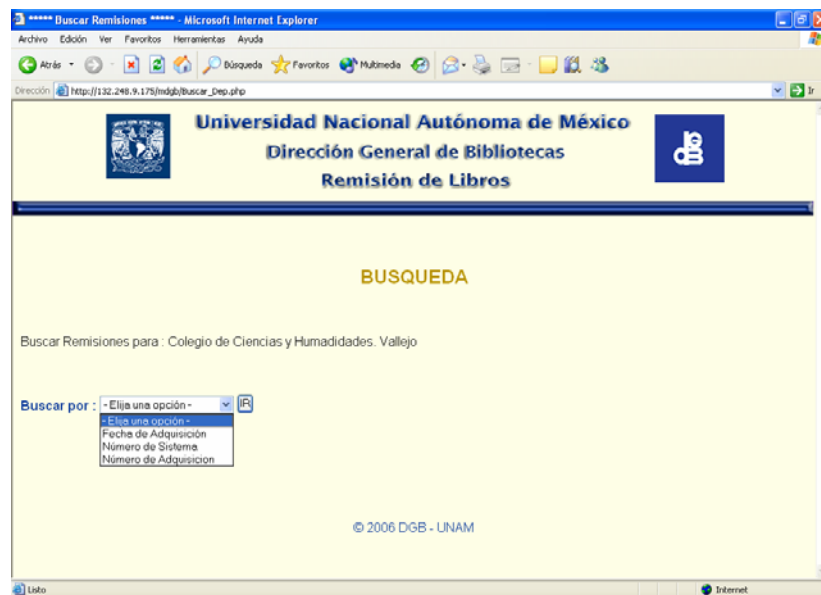 ***** Buscar Remisiones ***** - Microsoft Internet Explorer
Archivo Edición Ver Favoritos Herramientas Ayuda
Atrás Búsqueda Favoritos Multimedia
Dirección http://132.248.9.175/mdgb/Buscar_Dep.php Ir
Universidad Nacional Autónoma de México
Dirección General de Bibliotecas
Remisión de Libros
BUSQUEDA
Buscar Remisiones para : Colegio de Ciencias y Humadidades. Vallejo
Buscar por : - Elija una opción - IR
- Elija una opción -
Fecha de Adquisición
Número de Sistema
Número de Adquisicion
© 2006 DGB - UNAM
Listo Internet